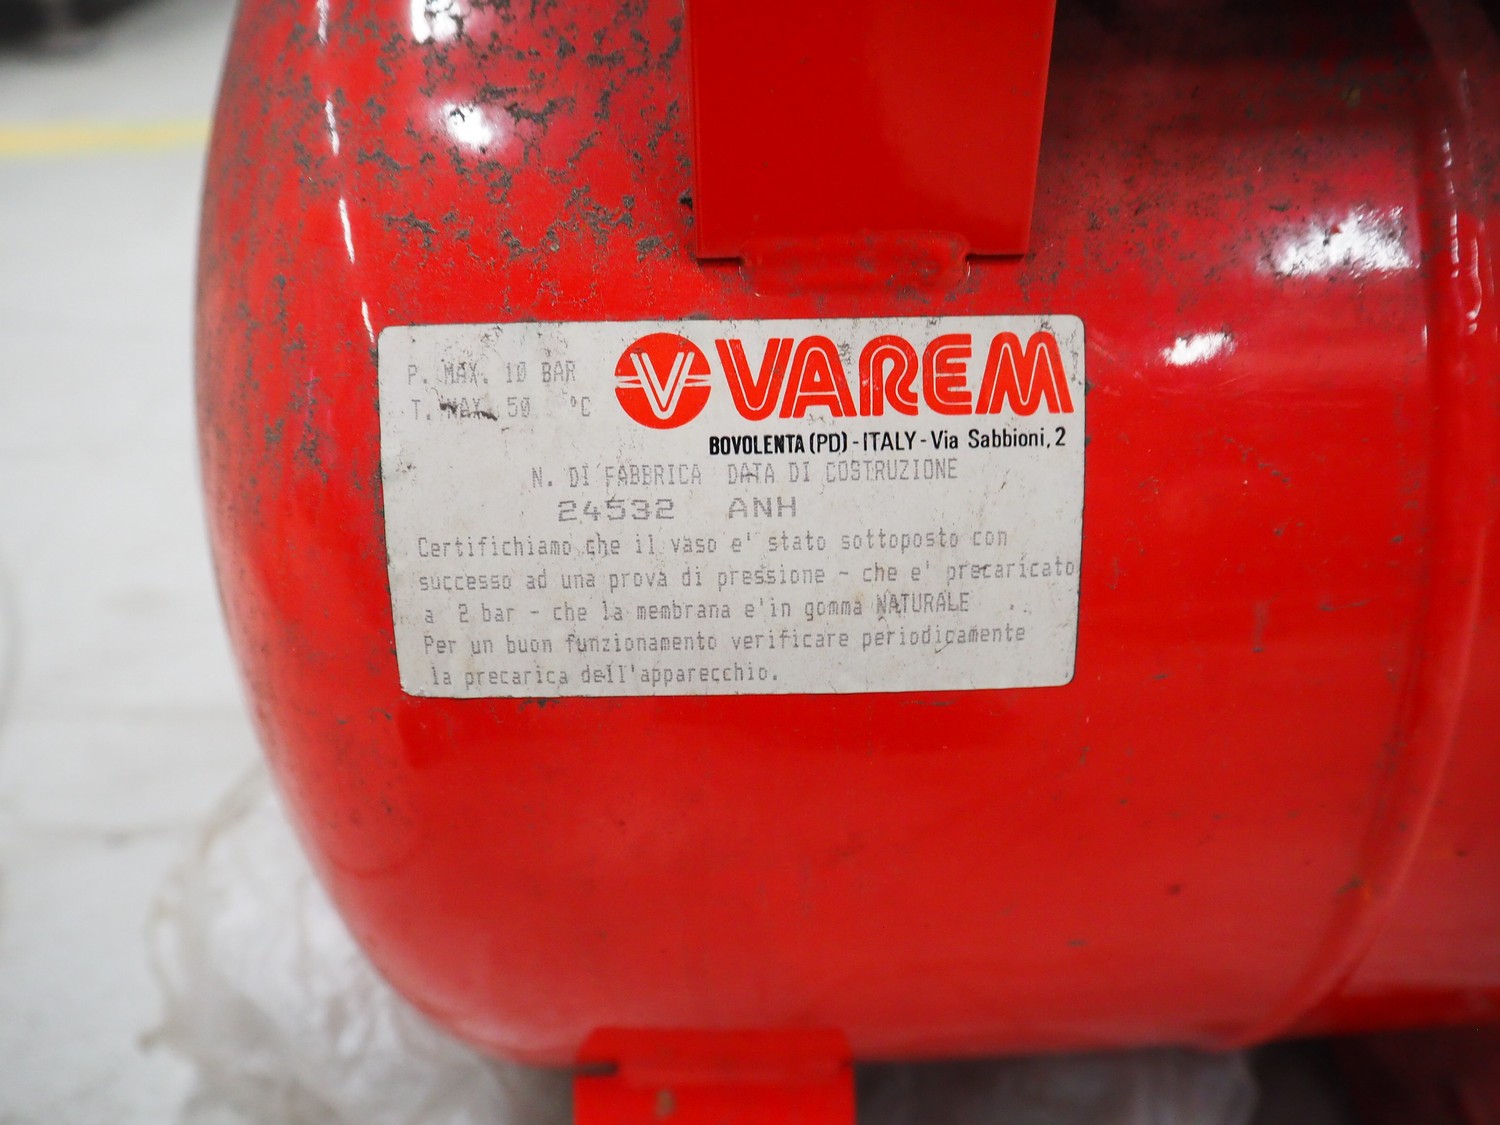 P. MAX. 10 BAR
T. MAX. 50 °C
V VAREM
BOVOLENTA (PD) - ITALY - Via Sabbioni, 2
N. DI FABBRICA DATA DI COSTRUZIONE
24532 ANH
Certifichiamo che il vaso e' stato sottoposto con
successo ad una prova di pressione - che e' precaricato
a 2 bar - che la membrana e'in gomma NATURALE
Per un buon funzionamento verificare periodicamente
la precarica dell'apparecchio.